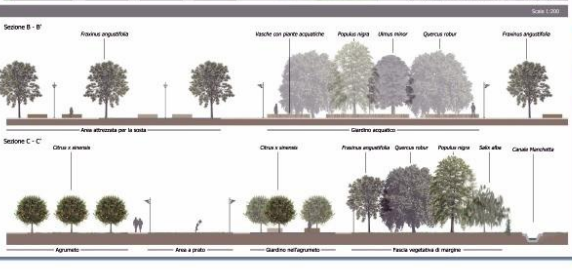 Scala 1:200
Sezione B - B'
Fraxinus angustifolia
Vasche con piante acquatiche
Populus nigra
Ulmus minor
Quercus robur
Fraxinus angustifolia
Area attrezzata per la sosta
Giardino acquatico
Sezione C - C'
Citrus x sinensis
Citrus x sinensis
Fraxinus angustifolia
Quercus robur
Populus nigra
Salix alba
Canale Manchetta
Agrumeto
Area a prato
Giardino nell'agrumeto
Fascia vegetativa di margine